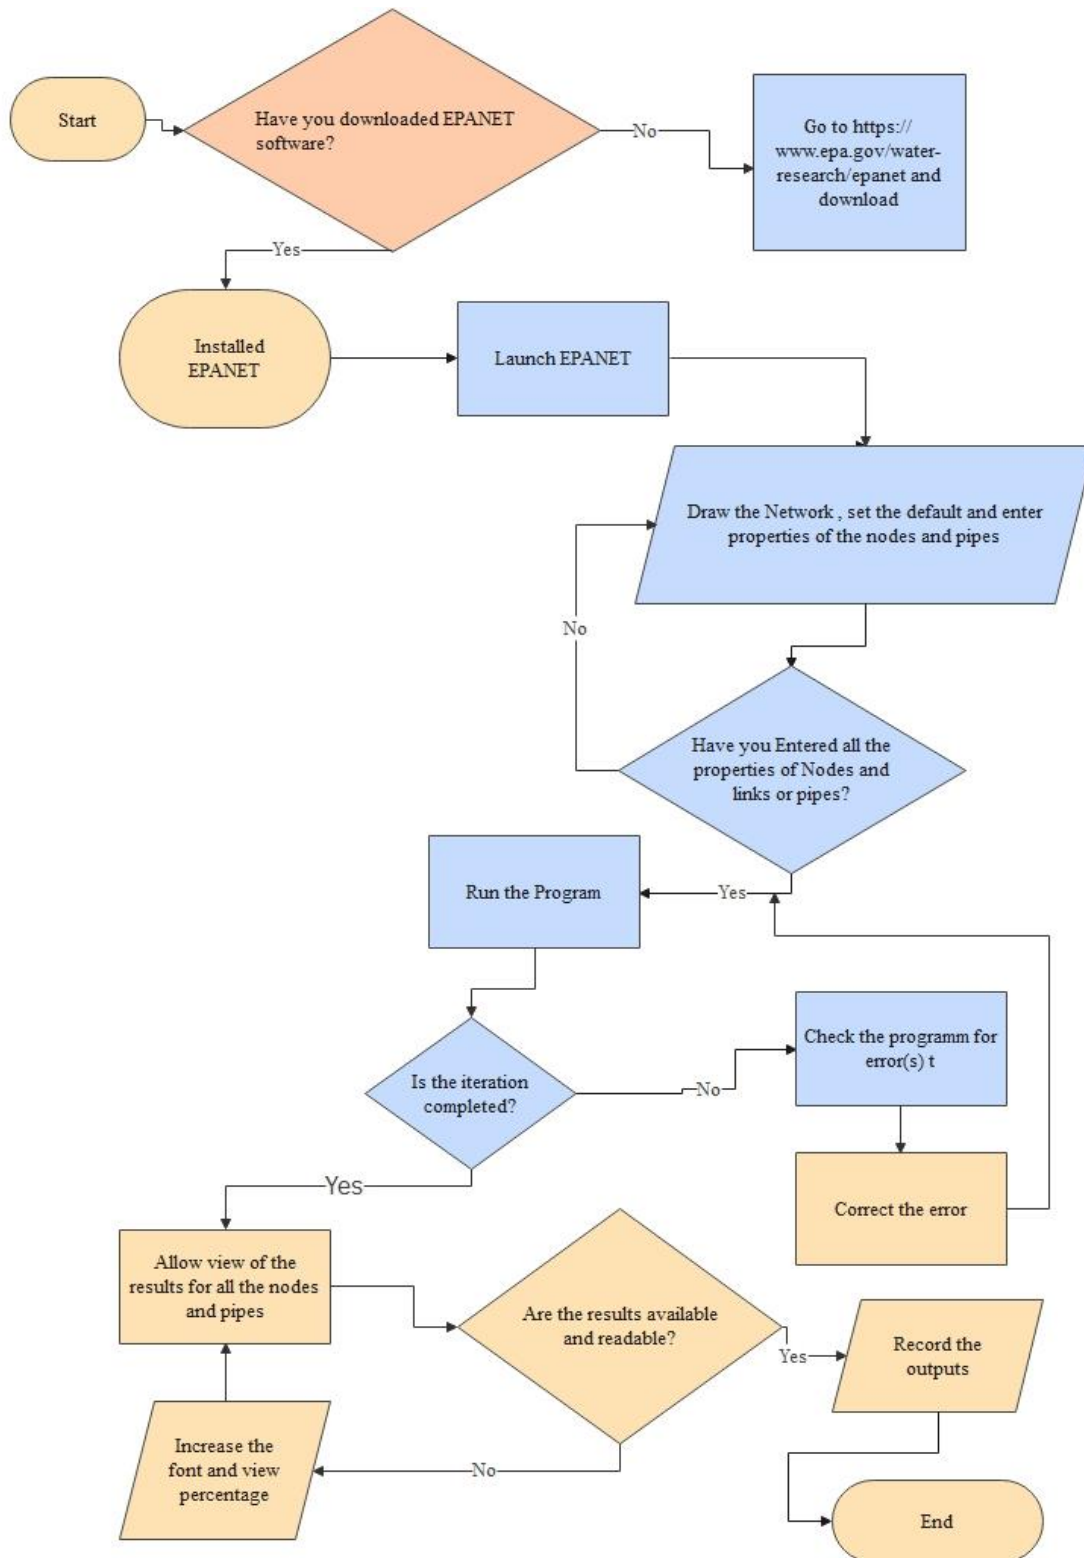 Start
Have you downloaded EPANET
software?
No
Go to https://
www.epa.gov/water-
research/epanet and
download
Yes
Installed
EPANET
Launch EPANET
Draw the Network , set the default and enter
properties of the nodes and pipes
No
Have you Entered all the
properties of Nodes and
links or pipes?
Run the Program
Yes
Check the programm for
error(s) t
Is the iteration
completed?
No
Yes
Correct the error
Allow view of the
results for all the nodes
and pipes
Are the results available
and readable?
Yes
Record the
outputs
Increase the
font and view
percentage
No
End